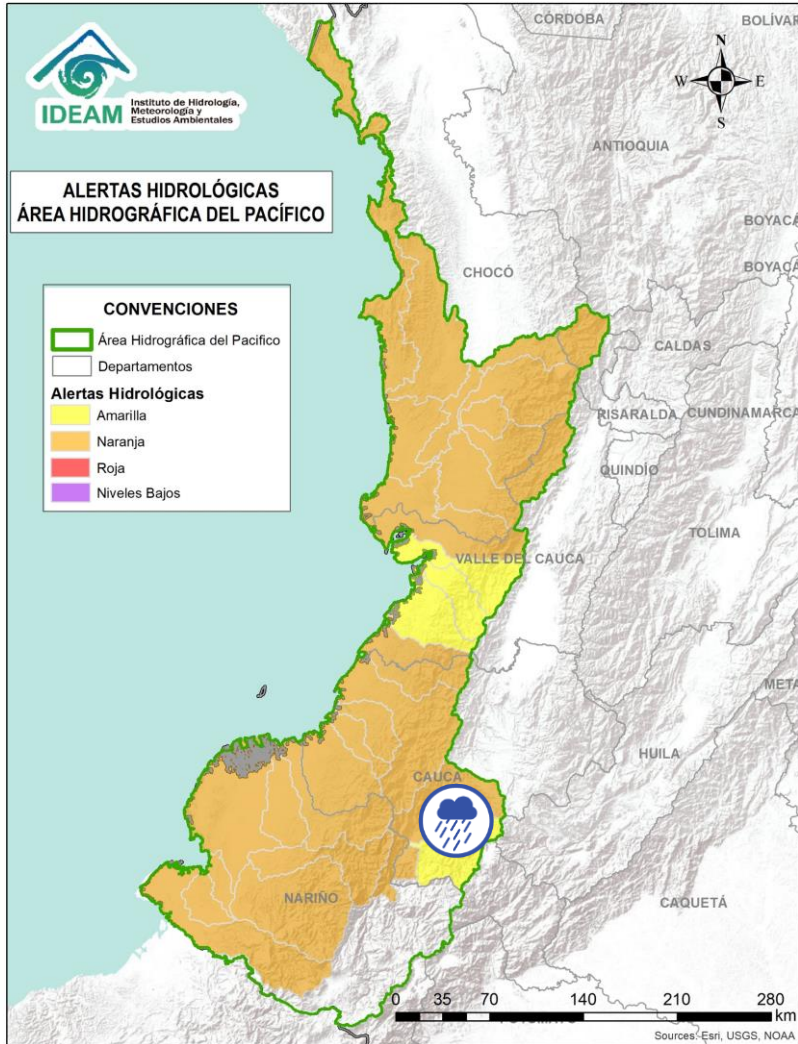 CÓRDOBA
BOLÍVAR
IDEAM
Instituto de Hidrología,
Meteorología y
Estudios Ambientales
N
W
E
S
ANTIOQUIA
ALERTAS HIDROLÓGICAS
ÁREA HIDROGRÁFICA DEL PACÍFICO
BOYACÁ
BOYACÁ
CHOCÓ
CONVENCIONES
Área Hidrográfica del Pacifico
Departamentos
Alertas Hidrológicas
Amarilla
Naranja
Roja
Niveles Bajos
CALDAS
RISARALDA
CUNDINAMARCA
QUINDÍO
TOLIMA
VALLE DEL CAUCA
META
HUILA
CAUCA
NARIÑO
CAQUETÁ
0 35 70 140 210 280
km
Sources: Esri, USGS, NOAA